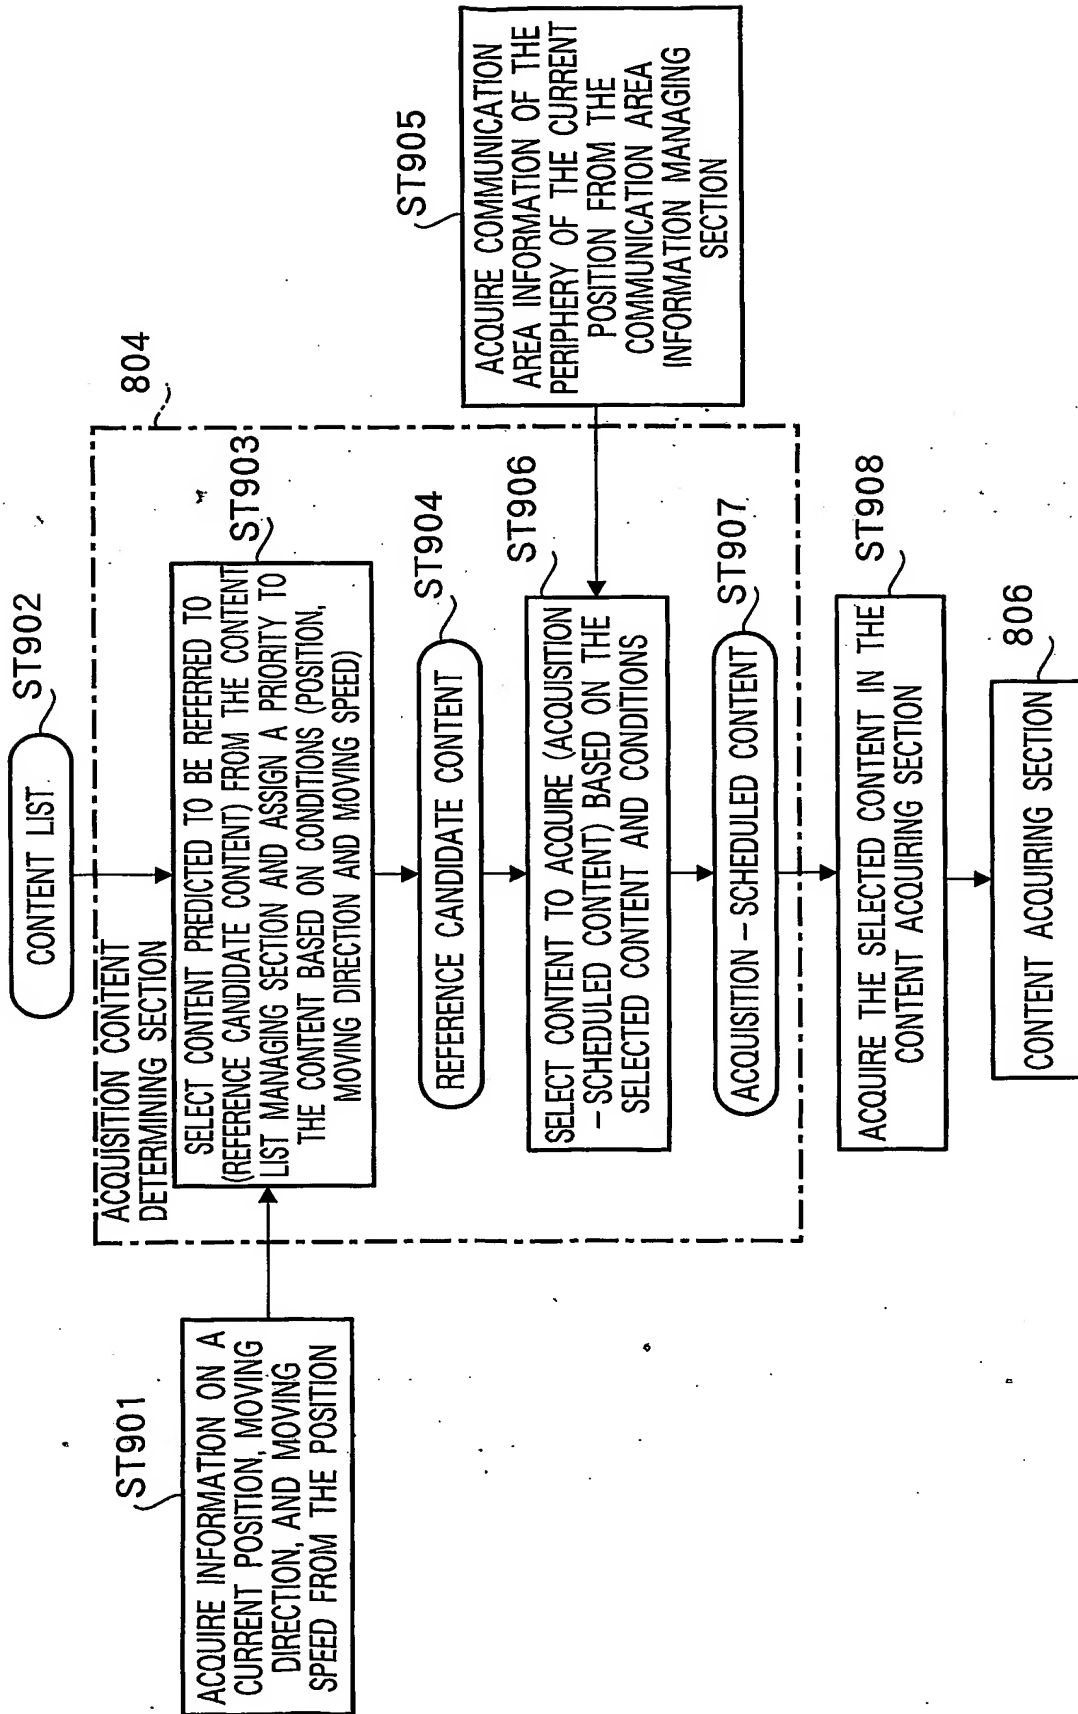 ST902
CONTENT LIST
804
ACQUISITION CONTENT
DETERMINING SECTION
ST903
SELECT CONTENT PREDICTED TO BE REFERRED TO
(REFERENCE CANDIDATE CONTENT) FROM THE CONTENT
LIST MANAGING SECTION AND ASSIGN A PRIORITY TO
THE CONTENT BASED ON CONDITIONS (POSITION,
MOVING DIRECTION AND MOVING SPEED)
ST901
ACQUIRE INFORMATION ON A
CURRENT POSITION, MOVING
DIRECTION, AND MOVING
SPEED FROM THE POSITION
ST904
REFERENCE CANDIDATE CONTENT
ST905
ACQUIRE COMMUNICATION
AREA INFORMATION OF THE
PERIPHERY OF THE CURRENT
POSITION FROM THE
COMMUNICATION AREA
INFORMATION MANAGING
SECTION
ST906
SELECT CONTENT TO ACQUIRE (ACQUISITION
-SCHEDULED CONTENT) BASED ON THE
SELECTED CONTENT AND CONDITIONS
ST907
ACQUISITION-SCHEDULED CONTENT
ST908
ACQUIRE THE SELECTED CONTENT IN THE
CONTENT ACQUIRING SECTION
806
CONTENT ACQUIRING SECTION